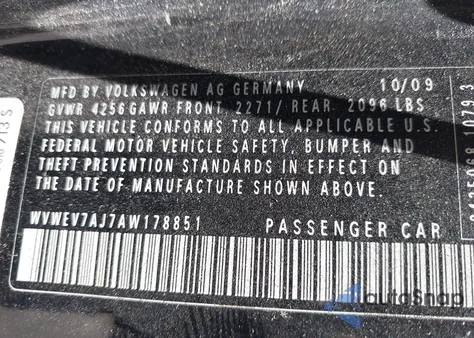 MFD BY VOLKSWAGEN AG GERMANY 10/09
GVWR 4256 GAWR FRONT 2271/ REAR 2096 LBS
THIS VEHICLE CONFORMS TO ALL APPLICABLE U.S.
FEDERAL MOTOR VEHICLE SAFETY, BUMPER AND
THEFT PREVENTION STANDARDS IN EFFECT ON
DATE OF MANUFACTURE SHOWN ABOVE.
WVWEV7AJ7AW178851 PASSENGER CAR
autoSnap